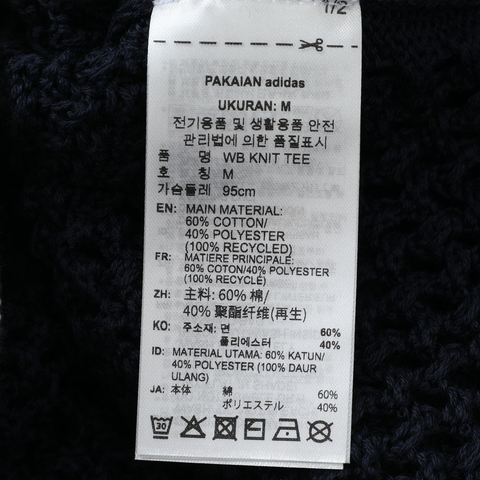 1/2
PAKAIAN adidas
UKURAN: M
전기용품 및 생활용품 안전
관리법에 의한 품질표시
품 명 WB KNIT TEE
호 칭 M
가슴둘레 95cm
EN: MAIN MATERIAL:
60% COTTON/
40% POLYESTER
(100% RECYCLED)
FR: MATIERE PRINCIPALE:
60% COTON/40% POLYESTER
(100% RECYCLÉ)
ZH: 主料: 60% 棉/
40% 聚酯纤维(再生)
KO: 주소재: 면 60%
폴리에스터 40%
ID: MATERIAL UTAMA: 60% KATUN/
40% POLYESTER (100% DAUR
ULANG)
JA: 本体 綿 60%
ポリエステル 40%
30